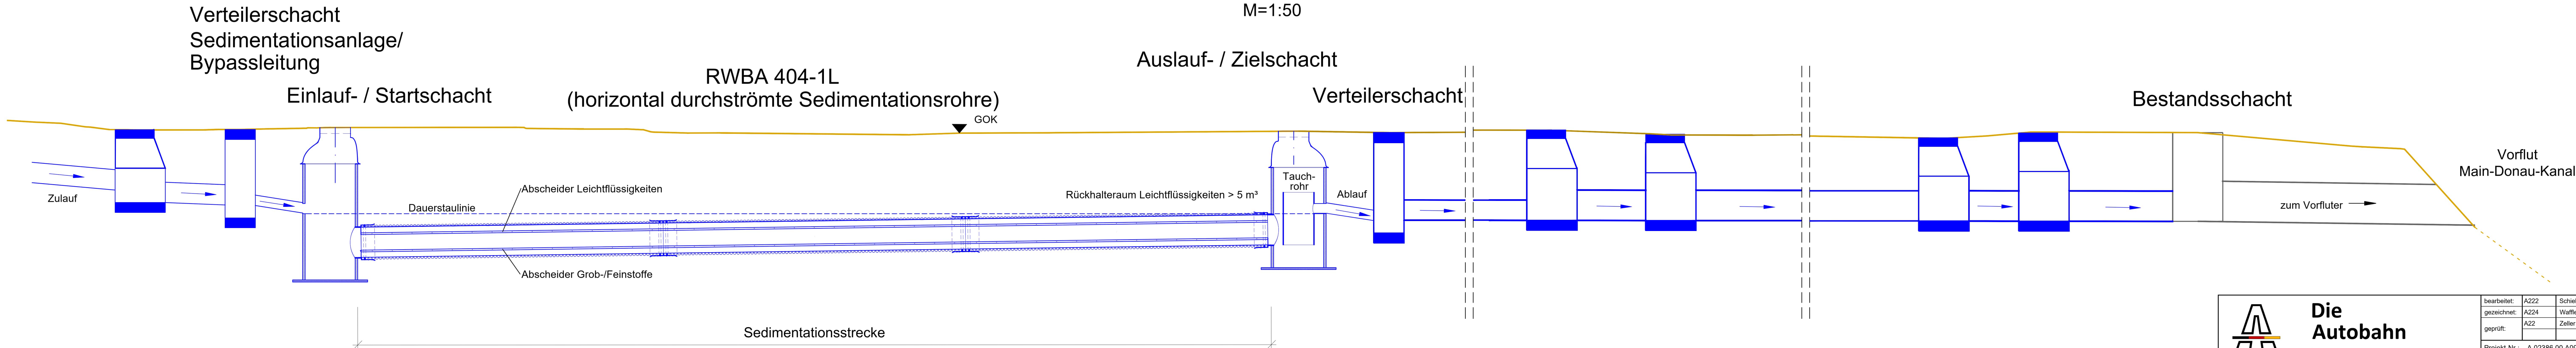 M=1:50
Verteilerschacht
Sedimentationsanlage/
Bypassleitung
Einlauf- / Startschacht
RWBA 404-1L
(horizontal durchströmte Sedimentationsrohre)
GOK
Auslauf- / Zielschacht
Verteilerschacht
Bestandsschacht
Vorflut
Main-Donau-Kanal
Zulauf
Abscheider Leichtflüssigkeiten
Dauerstaulinie
Rückhalteraum Leichtflüssigkeiten > 5 m³
Tauch-
rohr
Ablauf
zum Vorfluter
Abscheider Grob-/Feinstoffe
Sedimentationsstrecke
Die
Autobahn
bearbeitet: A222
gezeichnet: A224
geprüft: A22 Zeller